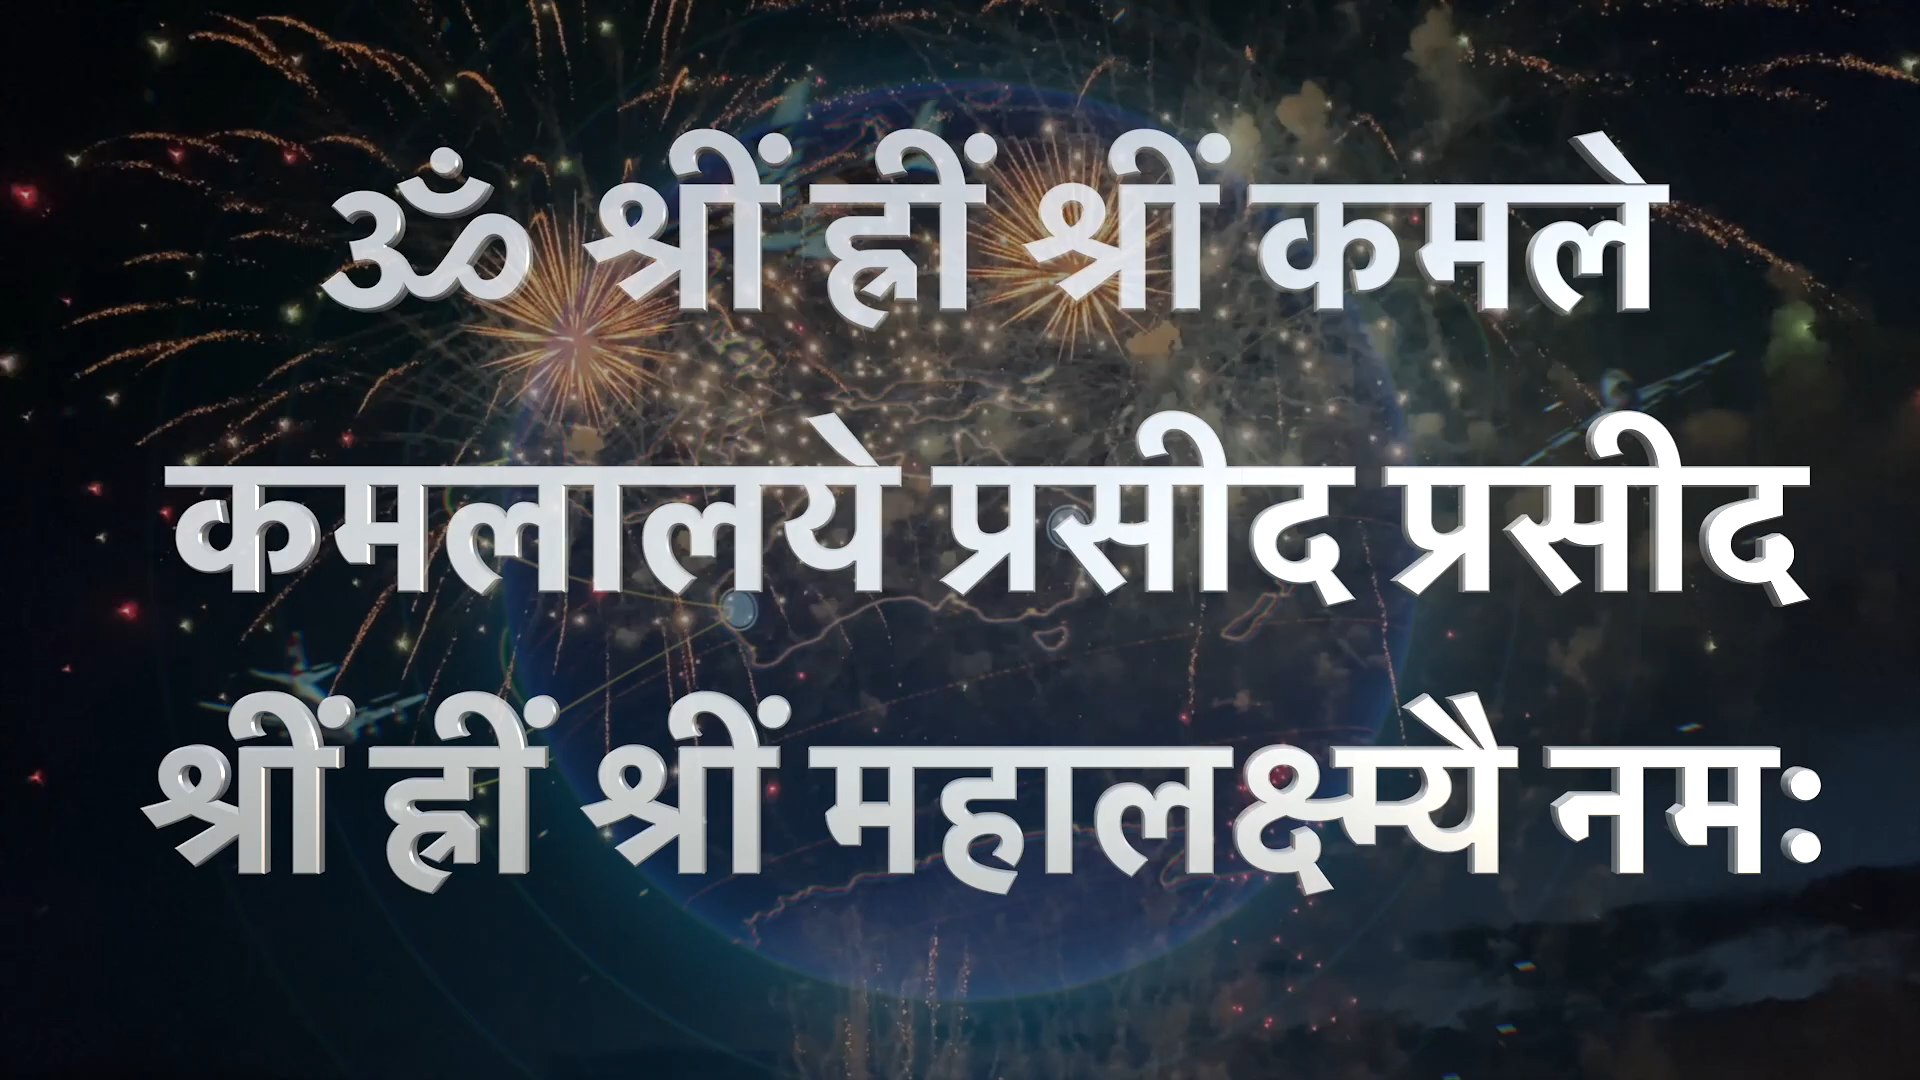 ॐ श्रीं ह्रीं श्रीं कमले
कमलालये प्रसीद प्रसीद
श्रीं ह्रीं श्रीं महालक्ष्म्यै नमः